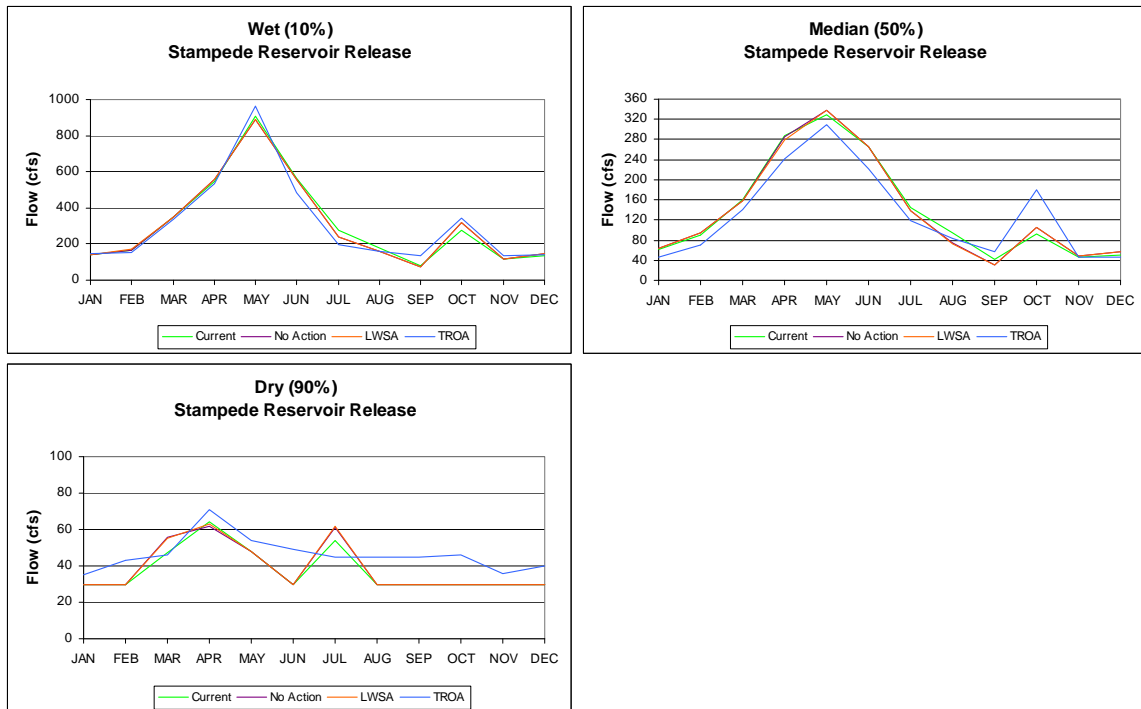 Wet (10%)
Stampede Reservoir Release
Flow (cfs)
1000
800
600
400
200
0
JAN FEB MAR APR MAY JUN JUL AUG SEP OCT NOV DEC
Current No Action LWSA TROA
Median (50%)
Stampede Reservoir Release
Flow (cfs)
360
320
280
240
200
160
120
80
40
0
JAN FEB MAR APR MAY JUN JUL AUG SEP OCT NOV DEC
Current No Action LWSA TROA
Dry (90%)
Stampede Reservoir Release
Flow (cfs)
100
80
60
40
20
0
JAN FEB MAR APR MAY JUN JUL AUG SEP OCT NOV DEC
Current No Action LWSA TROA